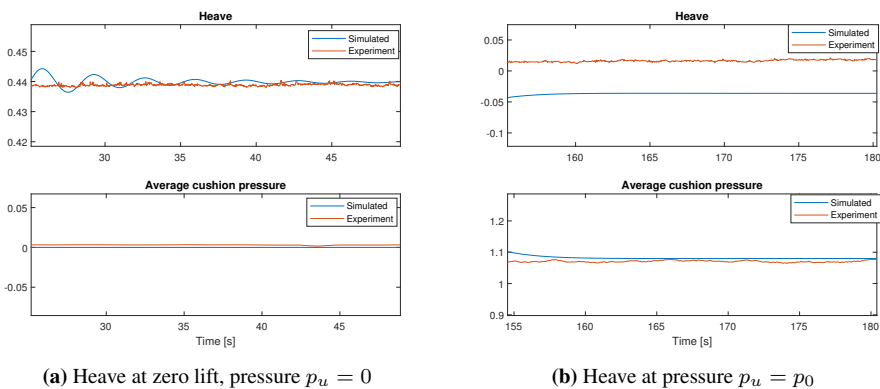 Heave
0.45
0.44
0.43
0.42
Simulated
Experiment
30
35
40
45
Average cushion pressure
0.05
0
-0.05
Simulated
Experiment
30
35
40
45
Time [s]
(a) Heave at zero lift, pressure p_u = 0
Heave
0.05
0
-0.05
-0.1
Simulated
Experiment
160
165
170
175
180
Average cushion pressure
1.2
1.1
1
0.9
Simulated
Experiment
155
160
165
170
175
180
Time [s]
(b) Heave at pressure p_u = p_0